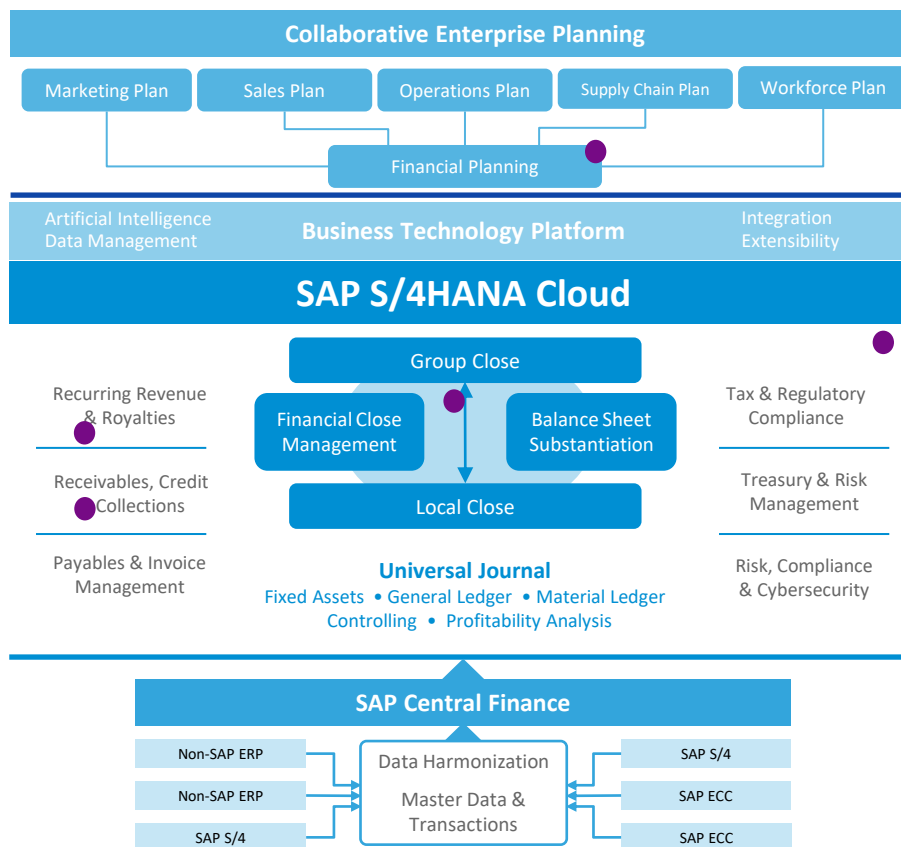 Collaborative Enterprise Planning
Marketing Plan
Sales Plan
Operations Plan
Supply Chain Plan
Workforce Plan
Financial Planning
Artificial Intelligence
Data Management
Business Technology Platform
Integration
Extensibility
SAP S/4HANA Cloud
Group Close
Recurring Revenue
& Royalties
Financial Close
Management
Balance Sheet
Substantiation
Tax & Regulatory
Compliance
Receivables, Credit
Collections
Local Close
Treasury & Risk
Management
Payables & Invoice
Management
Risk, Compliance
& Cybersecurity
Universal Journal
Fixed Assets • General Ledger • Material Ledger
Controlling • Profitability Analysis
SAP Central Finance
Non-SAP ERP
Non-SAP ERP
SAP S/4
Data Harmonization
Master Data &
Transactions
SAP S/4
SAP ECC
SAP ECC